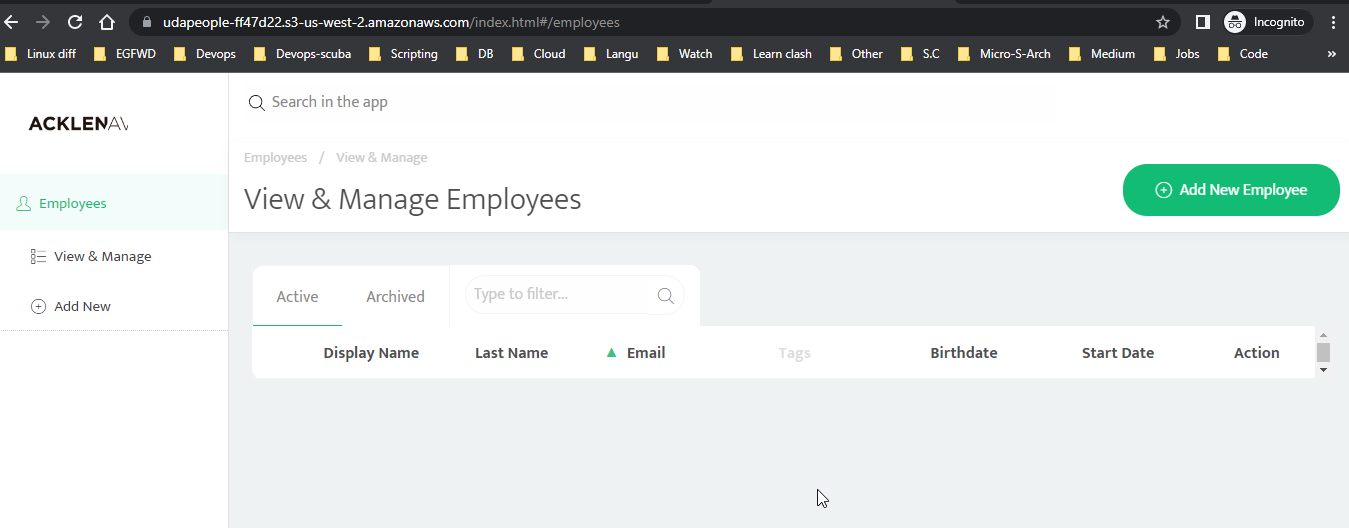 udapeople-ff47d22.s3-us-west-2.amazonaws.com/index.html#/employees Incognito
Linux diff EGFWD Devops Devops-scuba Scripting DB Cloud Langu Watch Learn clash Other S.C Micro-S-Arch Medium Jobs Code »
Search in the app
ACKLENAV
Employees / View & Manage
View & Manage Employees
Add New Employee
Employees
View & Manage
Add New
Active Archived Type to filter...
Display Name Last Name Email Tags Birthdate Start Date Action